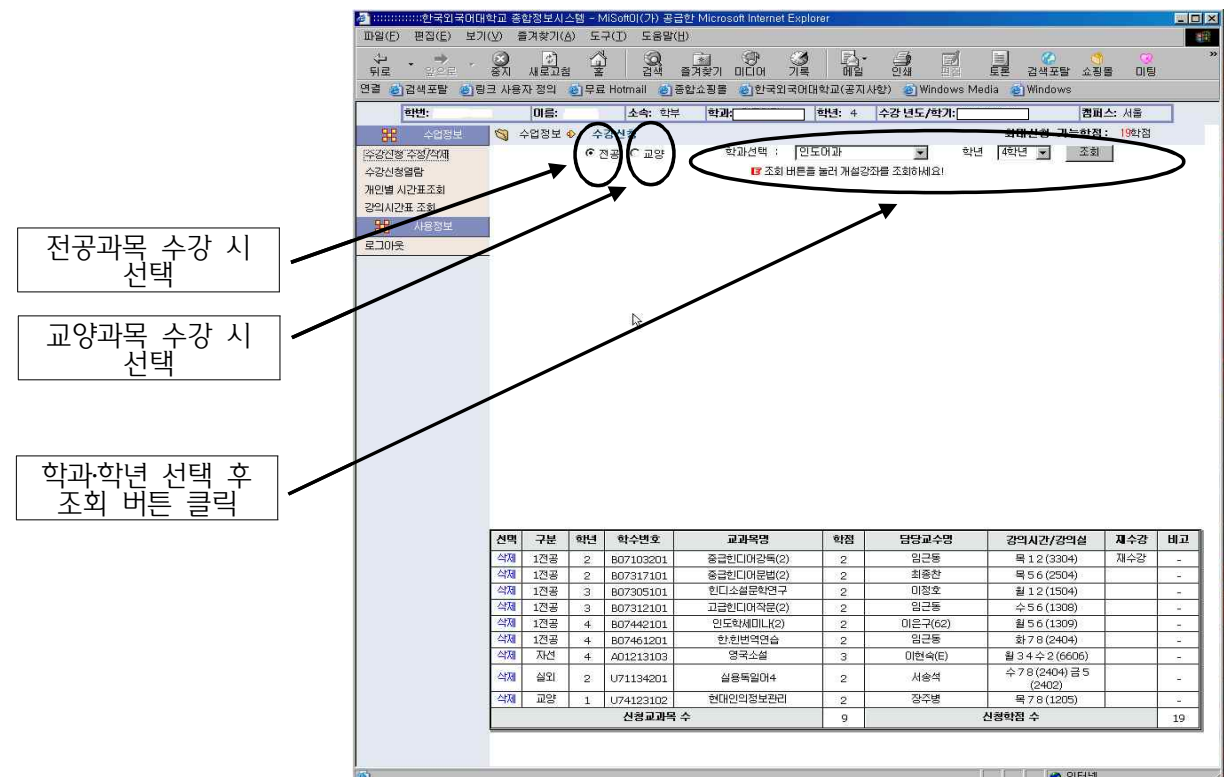 :::::::::::::한국외국어대학교 종합정보시스템 - MiSoft이(가) 공급한 Microsoft Internet Explorer
파일(F) 편집(E) 보기(V) 즐겨찾기(A) 도구(T) 도움말(H)
뒤로 앞으로 중지 새로고침 홈 검색 즐겨찾기 미디어 기록 메일 인쇄 편집 토론 검색포탈 쇼핑몰 미팅 »
연결 검색포탈 링크 사용자 정의 무료 Hotmail 종합쇼핑몰 한국외국어대학교(공지사항) Windows Media Windows
학번: 이름: 소속: 학부 학과: 학년: 4 수강 년도/학기: 캠퍼스: 서울
수업정보 수업정보 수강신청 최대신청 가능학점 : 19학점
수강신청 수정/삭제 전공 교양 학과선택 : 인도어과 학년 4학년 조회
수강신청열람 조회 버튼을 눌러 개설강좌를 조회하세요!
개인별 시간표조회
강의시간표 조회
사용정보
로그아웃
전공과목 수강 시
선택
교양과목 수강 시
선택
학과·학년 선택 후
조회 버튼 클릭
선택 구분 학년 학수번호 교과목명 학점 담당교수명 강의시간/강의실 재수강 비고
삭제 1전공 2 B07103201 중급힌디어강독(2) 2 임근동 목 1 2 (3304) 재수강 -
삭제 1전공 2 B07317101 중급힌디어문법(2) 2 최종찬 목 5 6 (2504) -
삭제 1전공 3 B07305101 힌디소설문학연구 2 이정호 월 1 2 (1504) -
삭제 1전공 3 B07312101 고급힌디어작문(2) 2 임근동 수 5 6 (1308) -
삭제 1전공 4 B07442101 인도학세미나(2) 2 이은구(62) 월 5 6 (1309) -
삭제 1전공 4 B07461201 한.힌번역연습 2 임근동 화 7 8 (2404) -
삭제 자선 4 A01213103 영국소설 3 이현숙(E) 월 3 4 수 2 (6606) -
삭제 실외 2 U71134201 실용독일어4 2 서송석 수 7 8 (2404) 금 5 (2402) -
삭제 교양 1 U74123102 현대인의정보관리 2 장주병 목 7 8 (1205) -
신청교과목 수 9 신청학점 수 19
인터넷